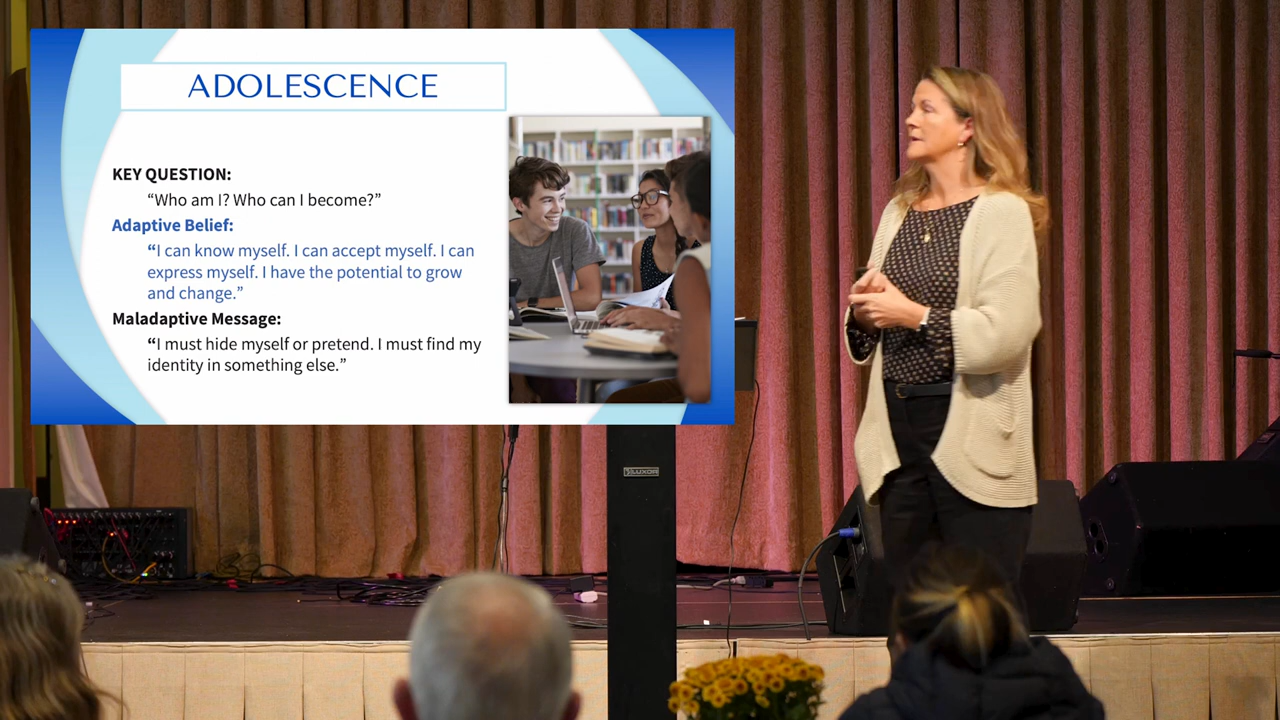 ADOLESCENCE
KEY QUESTION:
“Who am I? Who can I become?”
Adaptive Belief:
“I can know myself. I can accept myself. I can
express myself. I have the potential to grow
and change.”
Maladaptive Message:
“I must hide myself or pretend. I must find my
identity in something else.”
LUXOR